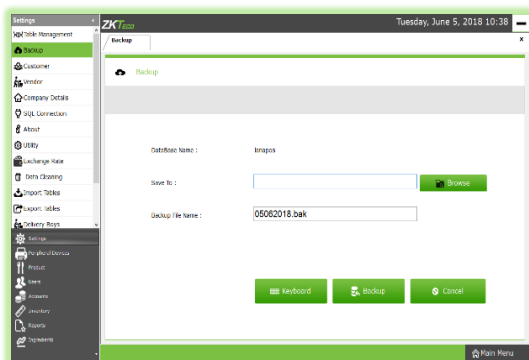 Settings
Table Management
Backup
Customer
Vendor
Company Details
SQL Connection
About
Utility
Exchange Rate
Data Cleaning
Import Tables
Export Tables
Delivery Boys
Settings
Peripheral Devices
Product
Users
Accounts
Inventory
Reports
Ingredients
ZKTeco
Tuesday, June 5, 2018 10:38
Backup
x
Backup
DataBase Name :
Save To :
Browse
Backup File Name :
05062018.bak
Keyboard
Backup
Cancel
Main Menu